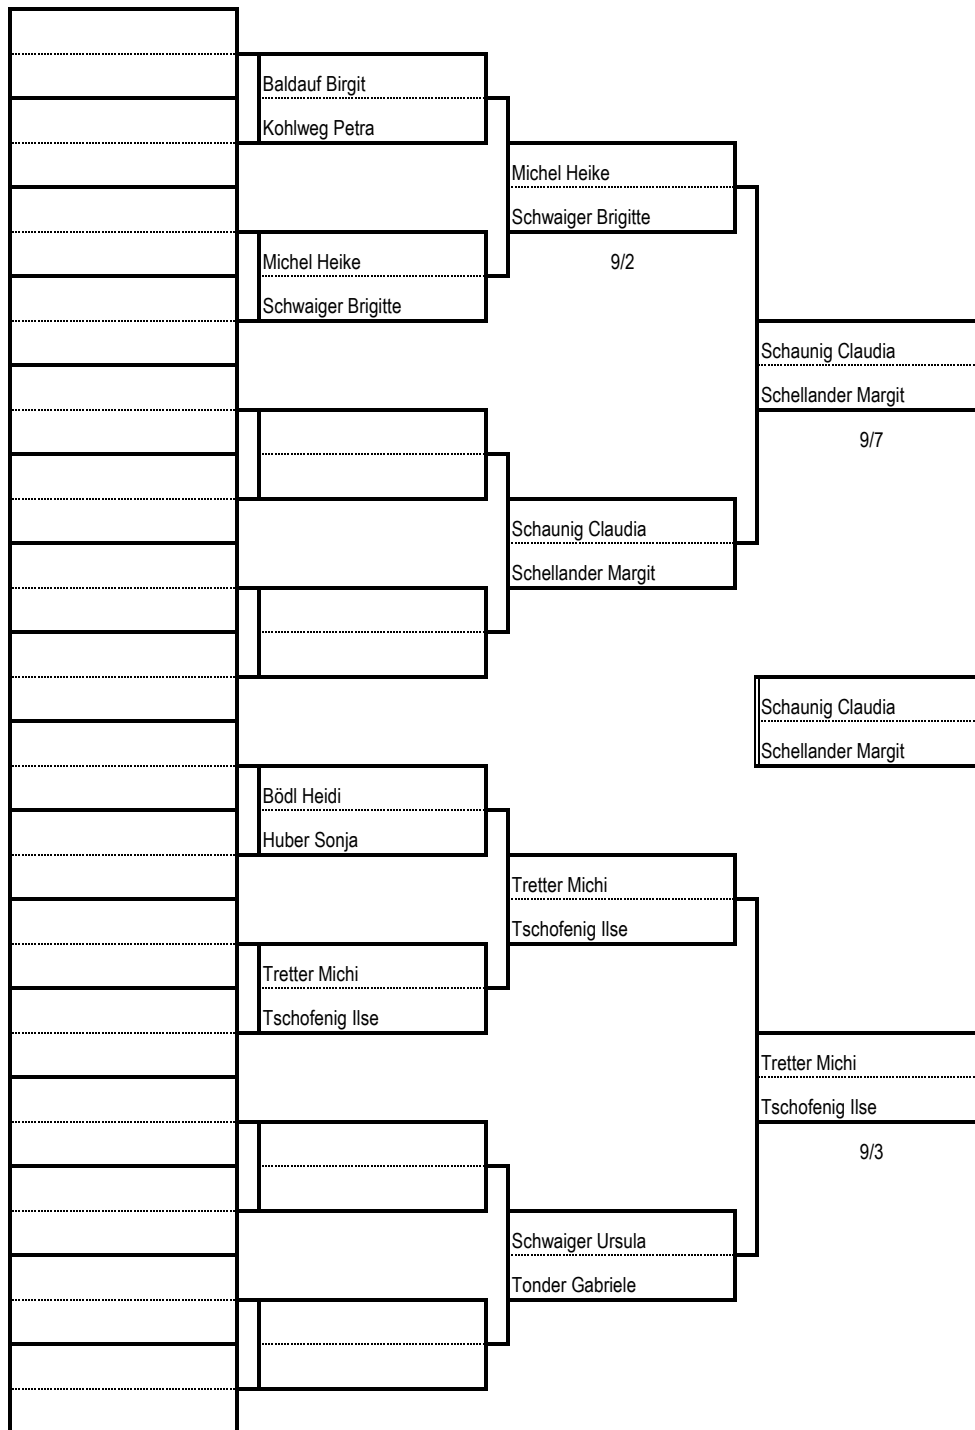 Baldauf Birgit
Kohlweg Petra
Michel Heike
Schwaiger Brigitte
9/2
Michel Heike
Schwaiger Brigitte
Schaunig Claudia
Schellander Margit
9/7
Schaunig Claudia
Schellander Margit
Schaunig Claudia
Schellander Margit
Bödl Heidi
Huber Sonja
Tretter Michi
Tschofenig Ilse
Tretter Michi
Tschofenig Ilse
Tretter Michi
Tschofenig Ilse
9/3
Schwaiger Ursula
Tonder Gabriele